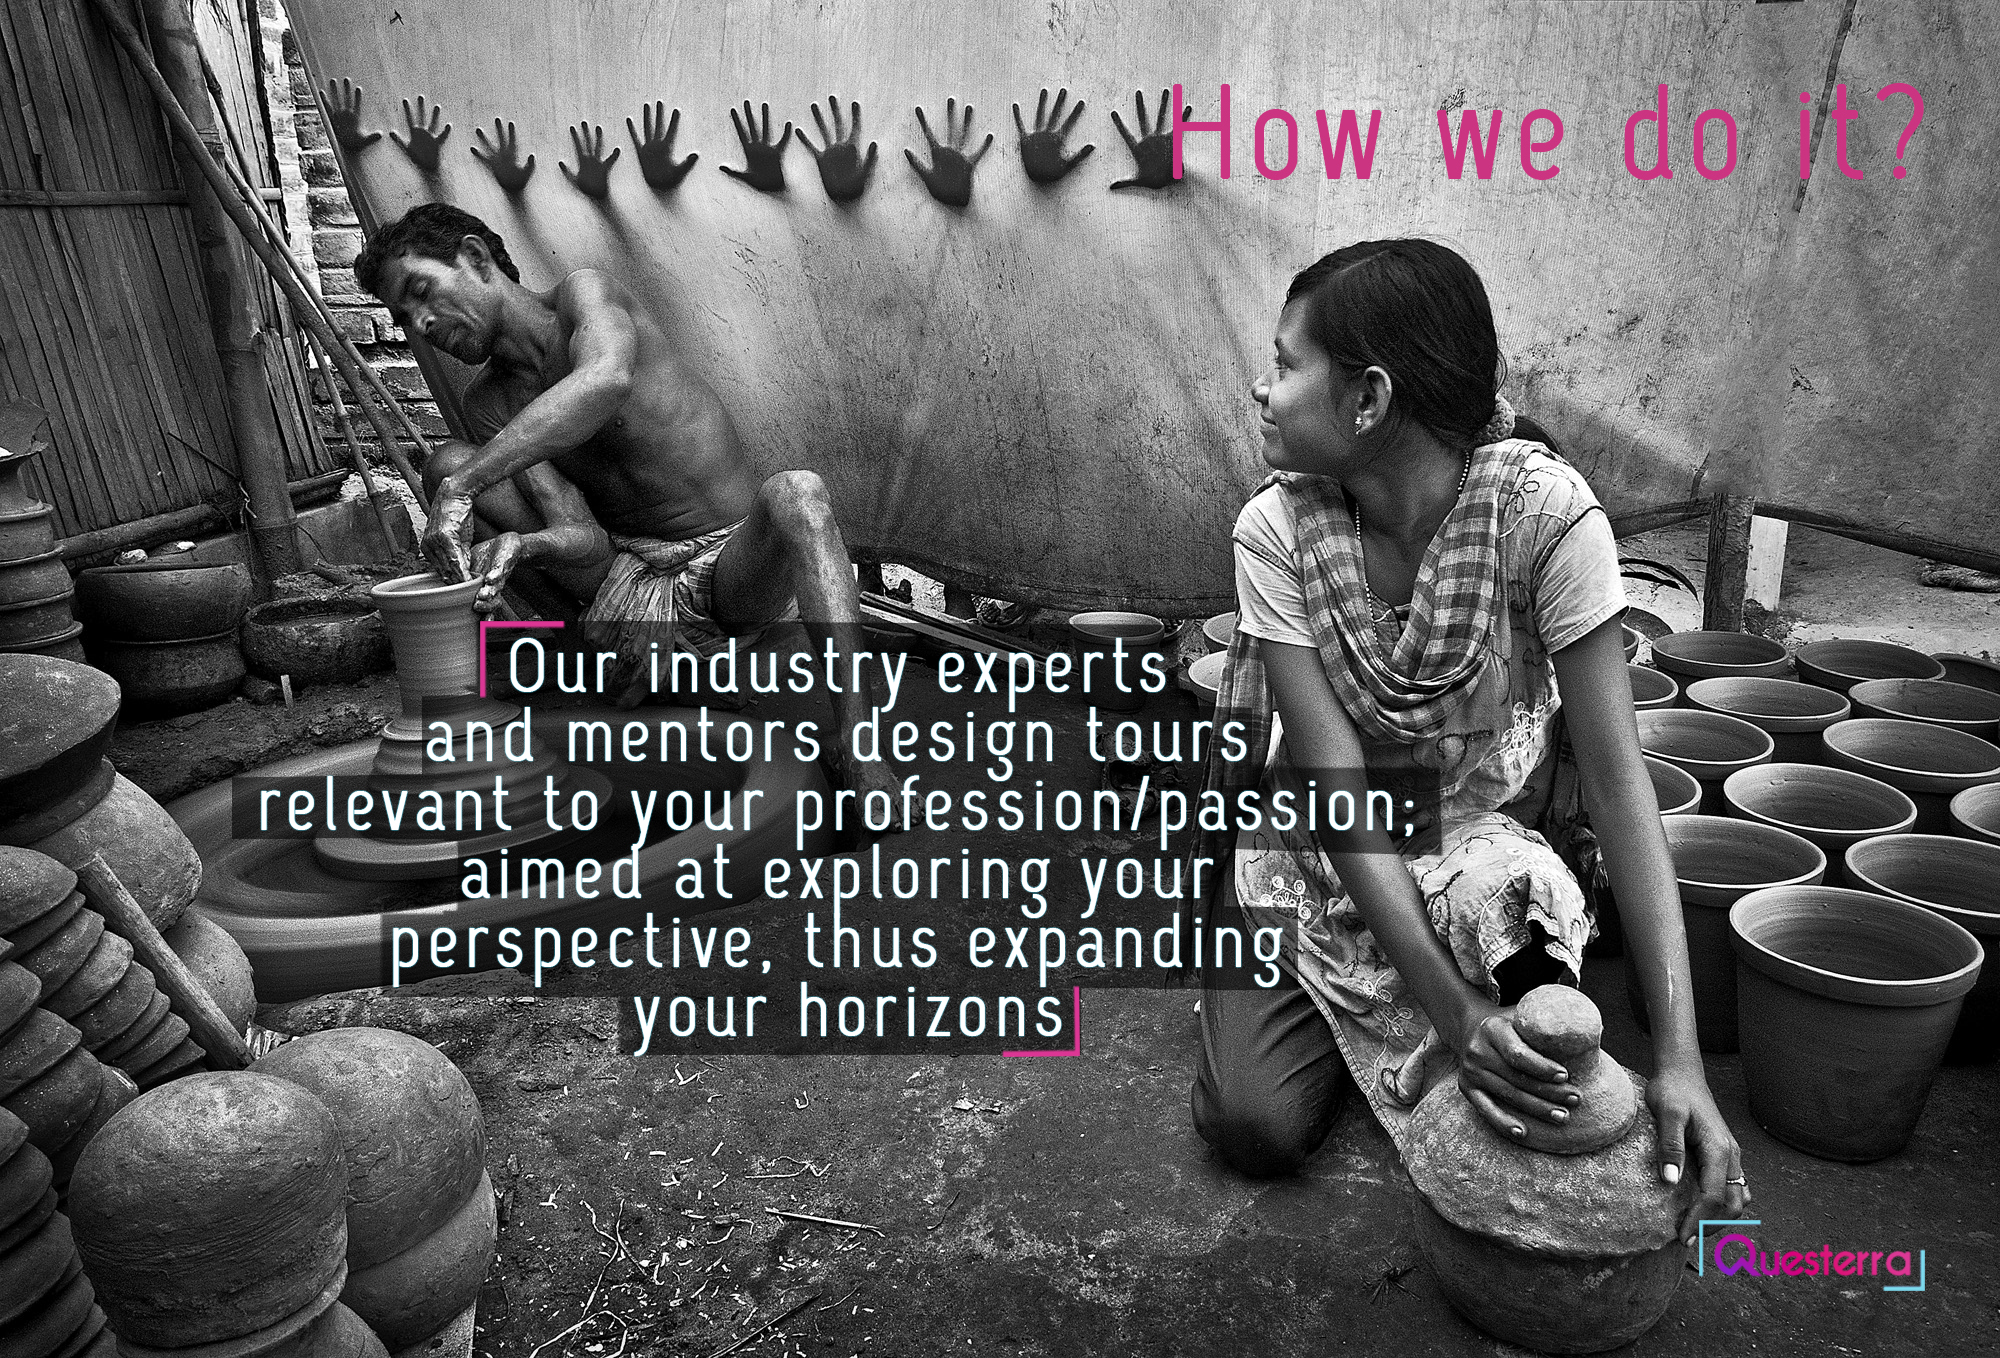 How we do it?
Our industry experts
and mentors design tours
relevant to your profession/passion;
aimed at exploring your
perspective, thus expanding
your horizons
Questerra